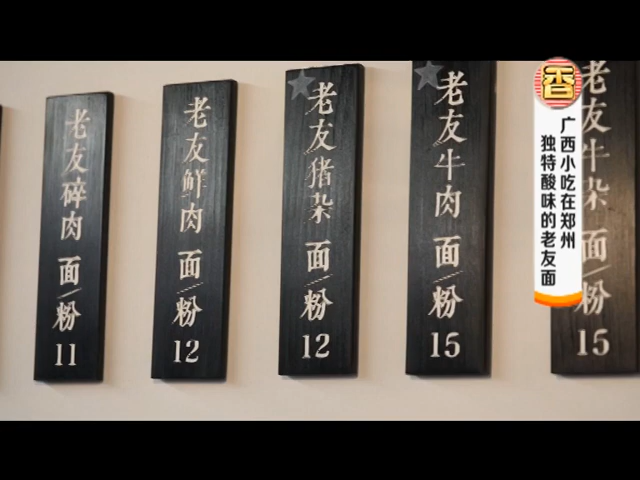 老友碎肉 面/粉 11
老友鲜肉 面/粉 12
老友猪杂 面/粉 12
老友牛肉 面/粉 15
老友牛杂 面/粉 15
香
广西小吃在郑州
独特酸味的老友面